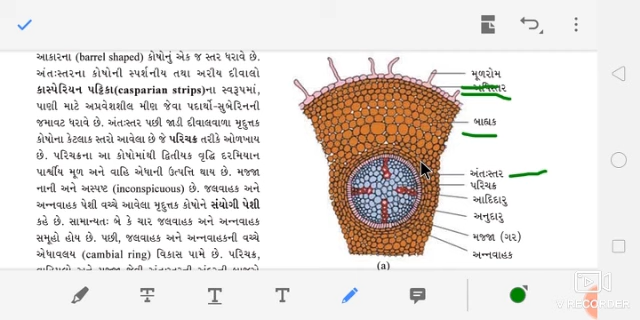 આકારના (barrel shaped) કોષોનું એક જ સ્તર ધરાવે છે.
અંતઃસ્તરના કોષોની સ્પર્શનીય તથા અરીય દીવાલો
કાસ્પેરિયન પટ્ટિકા(casparian strips)ના સ્વરૂપમાં,
પાણી માટે અપ્રવેશશીલ મીણ જેવા પદાર્થો-સુબેરિનની
જમાવટ ધરાવે છે. અંતઃસ્તર પછી જાડી દીવાલવાળા મૃદુત્તક
કોષોના કેટલાક સ્તરો આવેલા છે જે પરિચક્ર તરીકે ઓળખાય
છે. પરિચક્રના આ કોષોમાંથી દ્વિતીયક વૃદ્ધિ દરમિયાન
પાર્શ્વીય મૂળ અને વાહિ એધાની ઉત્પત્તિ થાય છે. મજ્જા
નાની અને અસ્પષ્ટ (inconspicuous) છે. જલવાહક અને
અન્નવાહક પેશી વચ્ચે આવેલા મૃદુત્તક કોષોને સંયોગી પેશી
કહે છે. સામાન્યતઃ બે કે ચાર જલવાહક અને અન્નવાહક
સમૂહો હોય છે. પછી, જલવાહક અને અન્નવાહકની વચ્ચે
એધાવલય (cambial ring) વિકાસ પામે છે. પરિચક્ર,
મૂળરોમ
અધિસ્તર
બાહ્યક
અંતઃસ્તર
પરિચક્ર
આદિદારુ
અનુદારુ
મજ્જા (ગર)
અન્નવાહક
(a)
V RECORDER